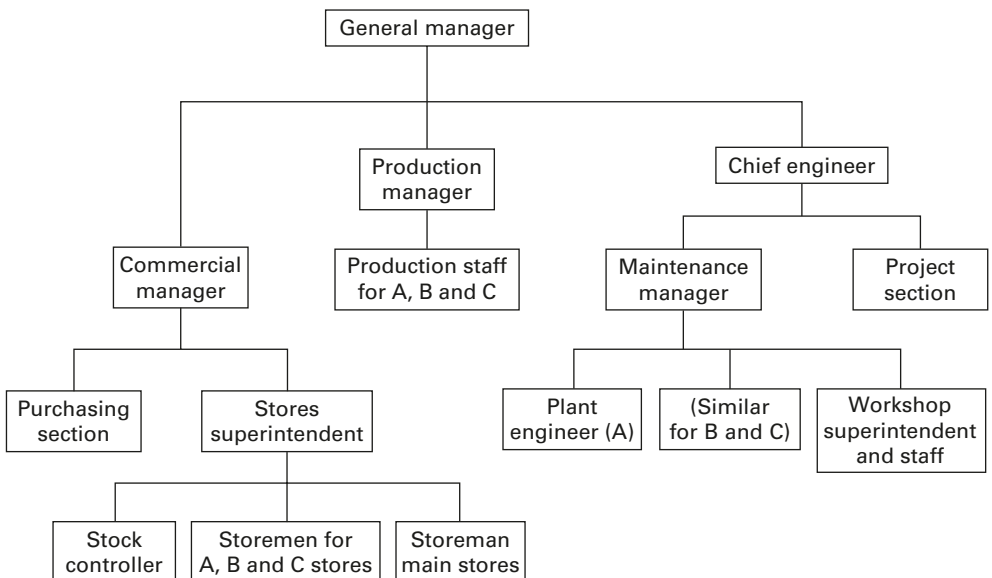 General manager
Production
manager
Chief engineer
Commercial
manager
Production staff
for A, B and C
Maintenance
manager
Project
section
Purchasing
section
Stores
superintendent
Plant
engineer (A)
(Similar
for B and C)
Workshop
superintendent
and staff
Stock
controller
Storemen for
A, B and C stores
Storeman
main stores